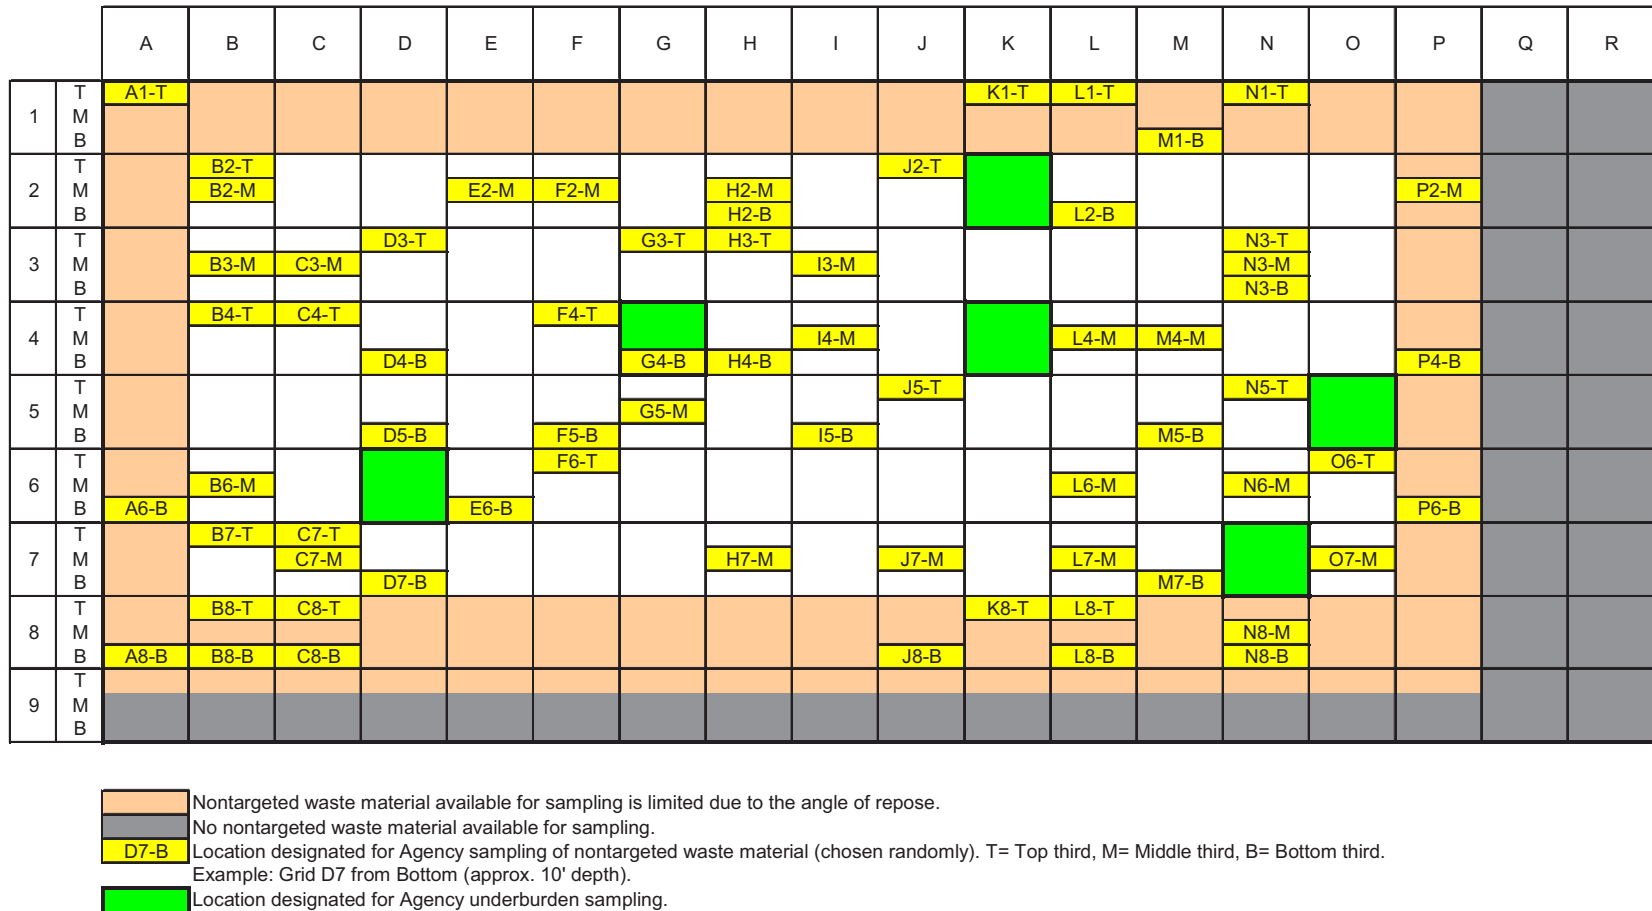 A B C D E F G H I J K L M N O P Q R
T A1-T K1-T L1-T N1-T
1 M
B M1-B
T B2-T J2-T
2 M B2-M E2-M F2-M H2-M P2-M
B H2-B L2-B
T D3-T G3-T H3-T N3-T
3 M B3-M C3-M I3-M N3-M
B N3-B
T B4-T C4-T F4-T
4 M I4-M L4-M M4-M
B D4-B G4-B H4-B P4-B
T J5-T N5-T
5 M G5-M
B D5-B F5-B I5-B M5-B
T F6-T O6-T
6 M B6-M L6-M N6-M
B A6-B E6-B P6-B
T B7-T C7-T
7 M C7-M H7-M J7-M L7-M O7-M
B D7-B M7-B
T B8-T C8-T K8-T L8-T
8 M N8-M
B A8-B B8-B C8-B J8-B L8-B N8-B
T
9 M
B
Nontargeted waste material available for sampling is limited due to the angle of repose.
No nontargeted waste material available for sampling.
D7-B Location designated for Agency sampling of nontargeted waste material (chosen randomly). T= Top third, M= Middle third, B= Bottom third.
Example: Grid D7 from Bottom (approx. 10' depth).
Location designated for Agency underburden sampling.